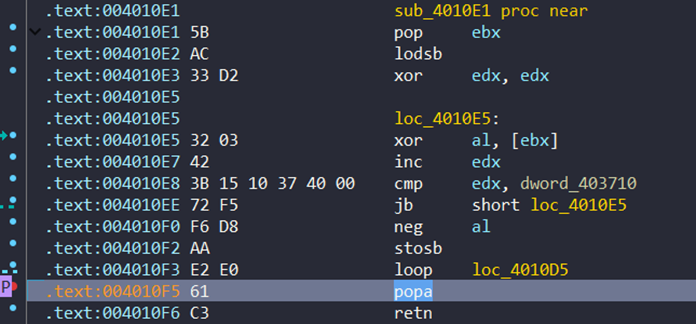 .text:004010E1 sub_4010E1 proc near
.text:004010E1 5B pop ebx
.text:004010E2 AC lodsb
.text:004010E3 33 D2 xor edx, edx
.text:004010E5
.text:004010E5 loc_4010E5:
.text:004010E5 32 03 xor al, [ebx]
.text:004010E7 42 inc edx
.text:004010E8 3B 15 10 37 40 00 cmp edx, dword_403710
.text:004010EE 72 F5 jb short loc_4010E5
.text:004010F0 F6 D8 neg al
.text:004010F2 AA stosb
.text:004010F3 E2 E0 loop loc_4010D5
P .text:004010F5 61 popa
.text:004010F6 C3 retn